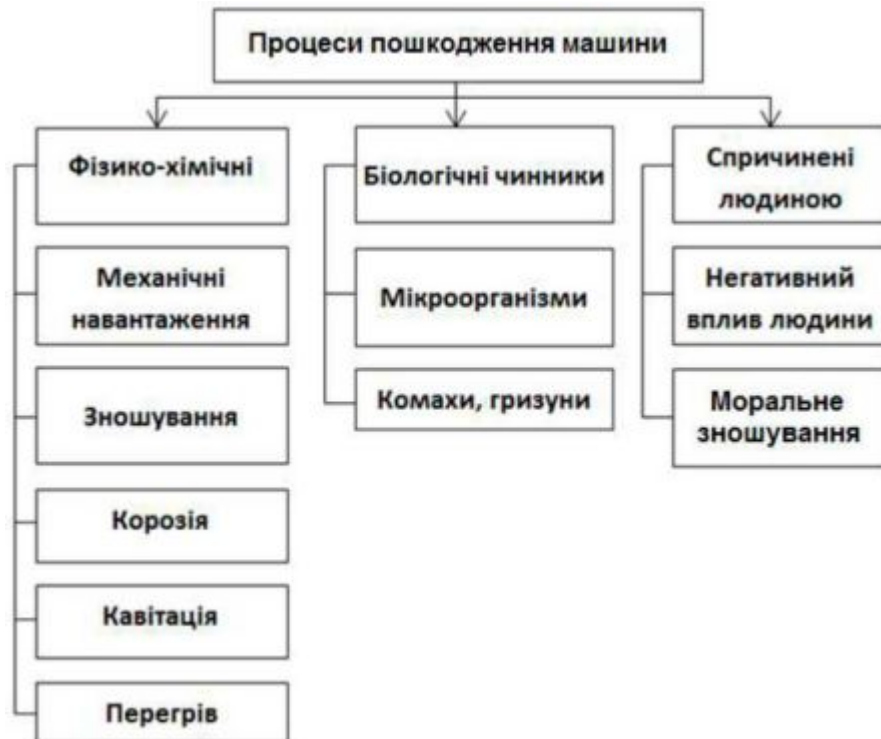 Процеси пошкодження машини
Фізико-хімічні
Механічні
навантаження
Зношування
Корозія
Кавітація
Перегрів
Біологічні чинники
Мікроорганізми
Комахи, гризуни
Спричинені
людиною
Негативний
вплив людини
Моральне
зношування